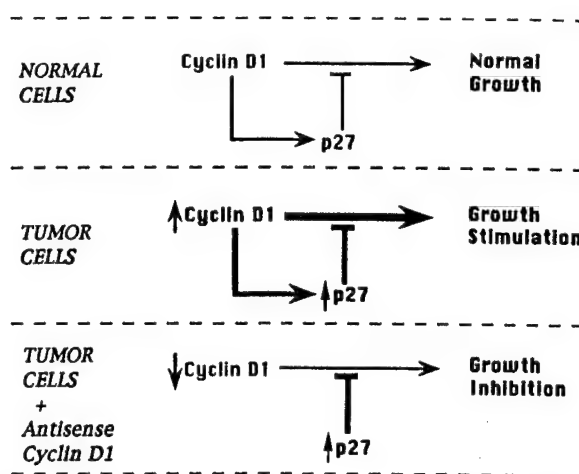 NORMAL
CELLS
Cyclin D1
Normal
Growth
p27
TUMOR
CELLS
Cyclin D1
Growth
Stimulation
p27
TUMOR
CELLS
+
Antisense
Cyclin D1
Cyclin D1
Growth
Inhibition
p27